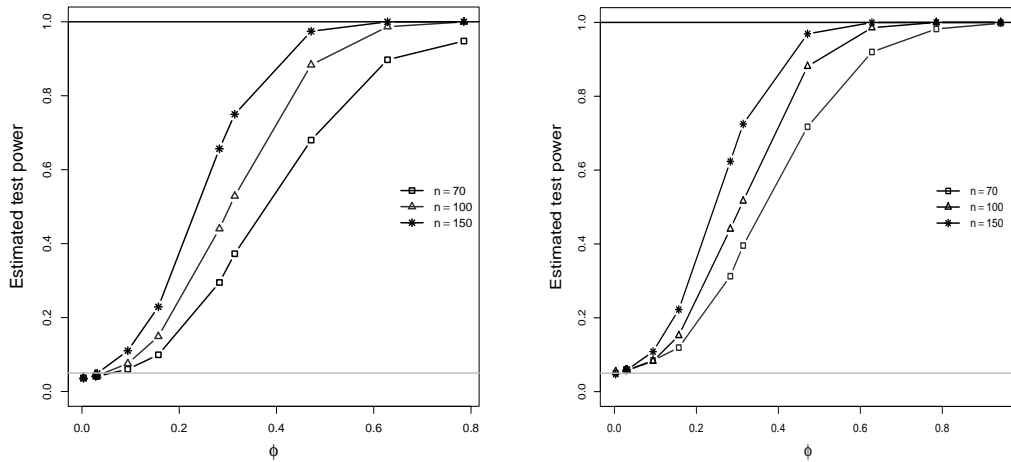 1.0
0.8
0.6
0.4
0.2
0.0
Estimated test power
n = 70
n = 100
n = 150
0.0 0.2 0.4 0.6 0.8
ϕ
1.0
0.8
0.6
0.4
0.2
0.0
Estimated test power
n = 70
n = 100
n = 150
0.0 0.2 0.4 0.6 0.8
ϕ